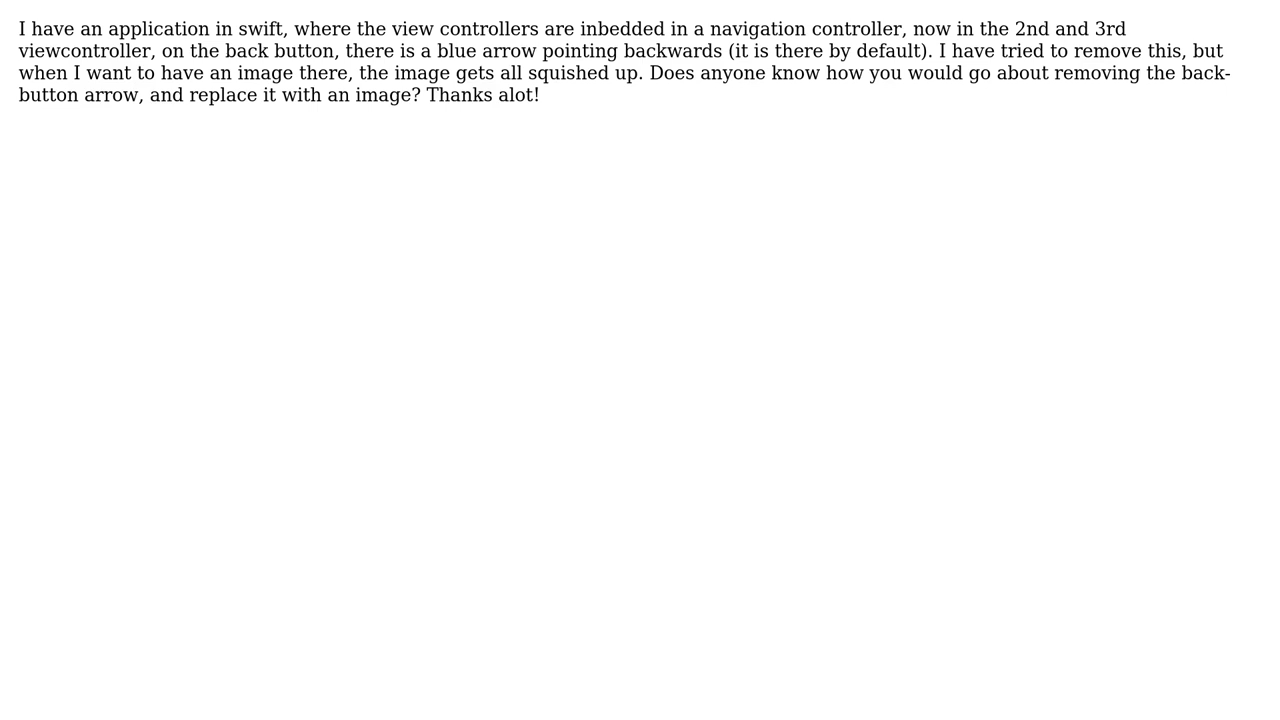 I have an application in swift, where the view controllers are inbedded in a navigation controller, now in the 2nd and 3rd
viewcontroller, on the back button, there is a blue arrow pointing backwards (it is there by default). I have tried to remove this, but
when I want to have an image there, the image gets all squished up. Does anyone know how you would go about removing the back-
button arrow, and replace it with an image? Thanks alot!